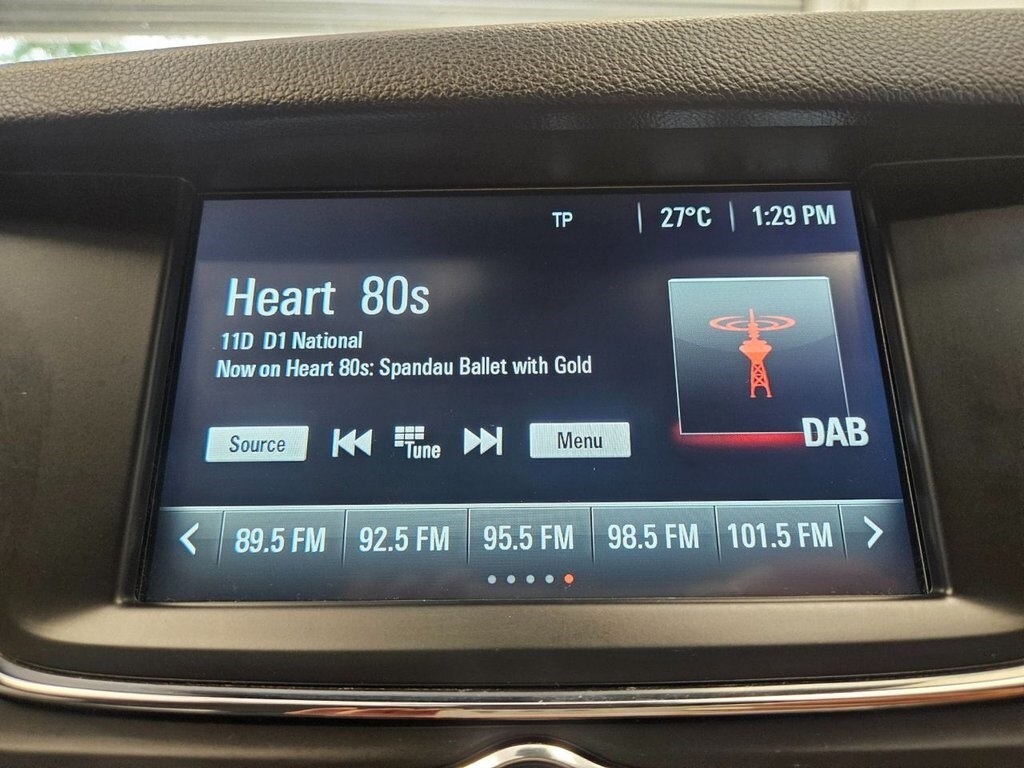 TP 27°C 1:29 PM
Heart 80s
11D D1 National
Now on Heart 80s: Spandau Ballet with Gold
Source Tune Menu
DAB
89.5 FM 92.5 FM 95.5 FM 98.5 FM 101.5 FM